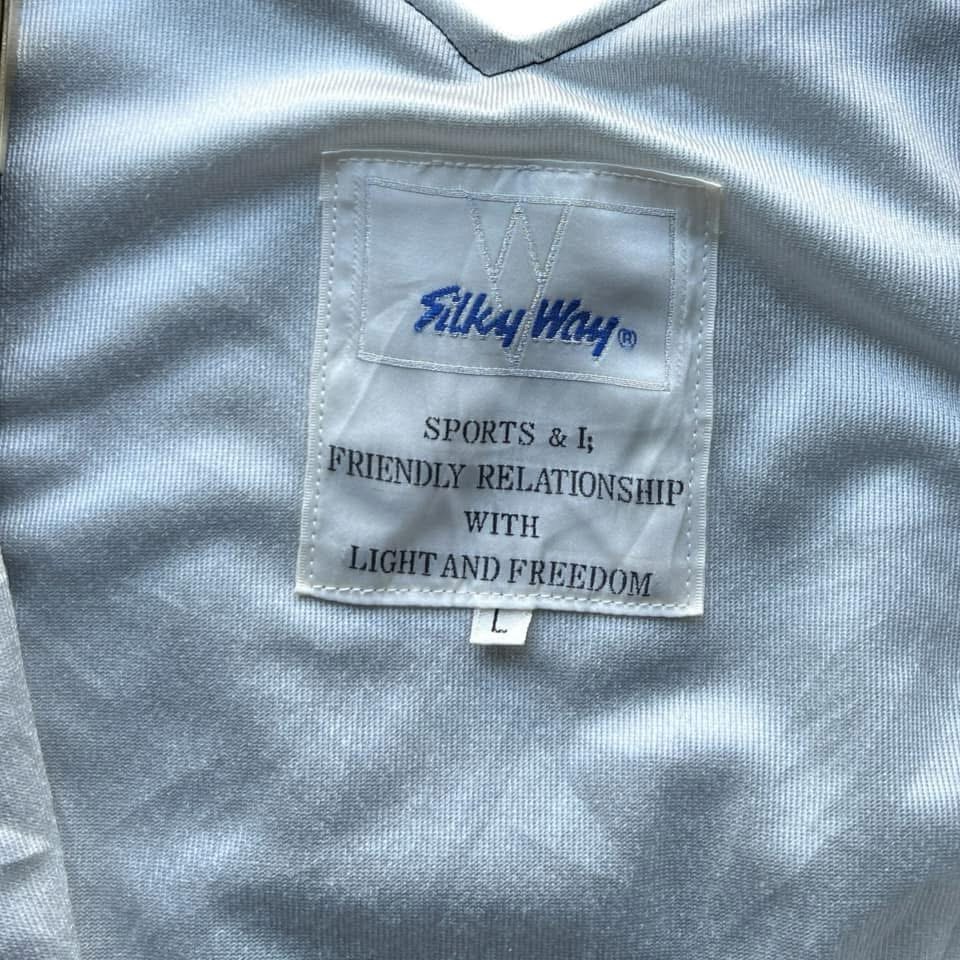 W
Silky Way®
SPORTS & I;
FRIENDLY RELATIONSHIP
WITH
LIGHT AND FREEDOM
L